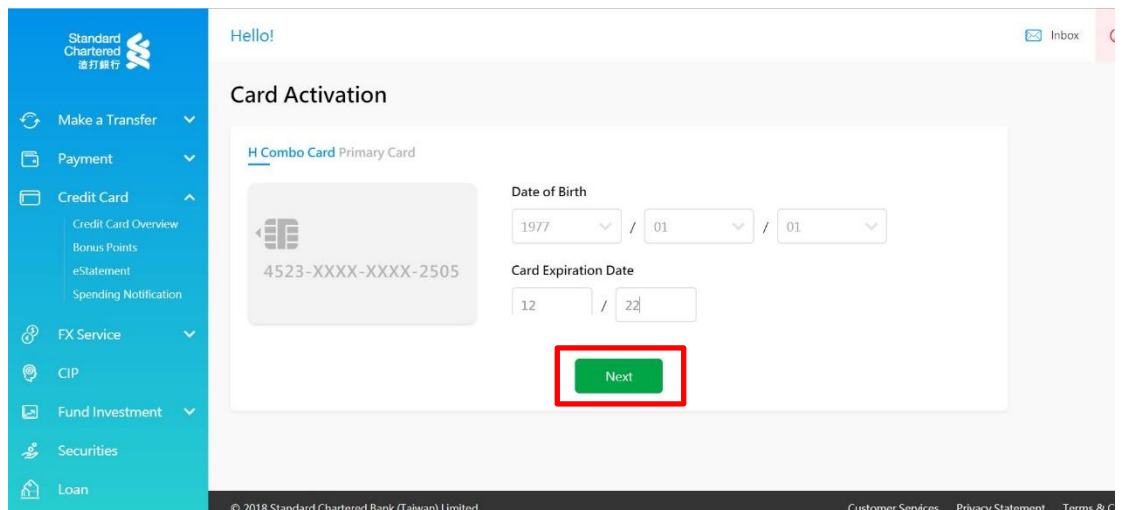 Standard
Chartered
渣打銀行
Hello!
Inbox
Card Activation
Make a Transfer
Payment
Credit Card
Credit Card Overview
Bonus Points
eStatement
Spending Notification
FX Service
CIP
Fund Investment
Securities
Loan
H Combo Card Primary Card
4523-XXXX-XXXX-2505
Date of Birth
1977 / 01 / 01
Card Expiration Date
12 / 22
Next
© 2018 Standard Chartered Bank (Taiwan) Limited
Customer Services Privacy Statement Terms & C